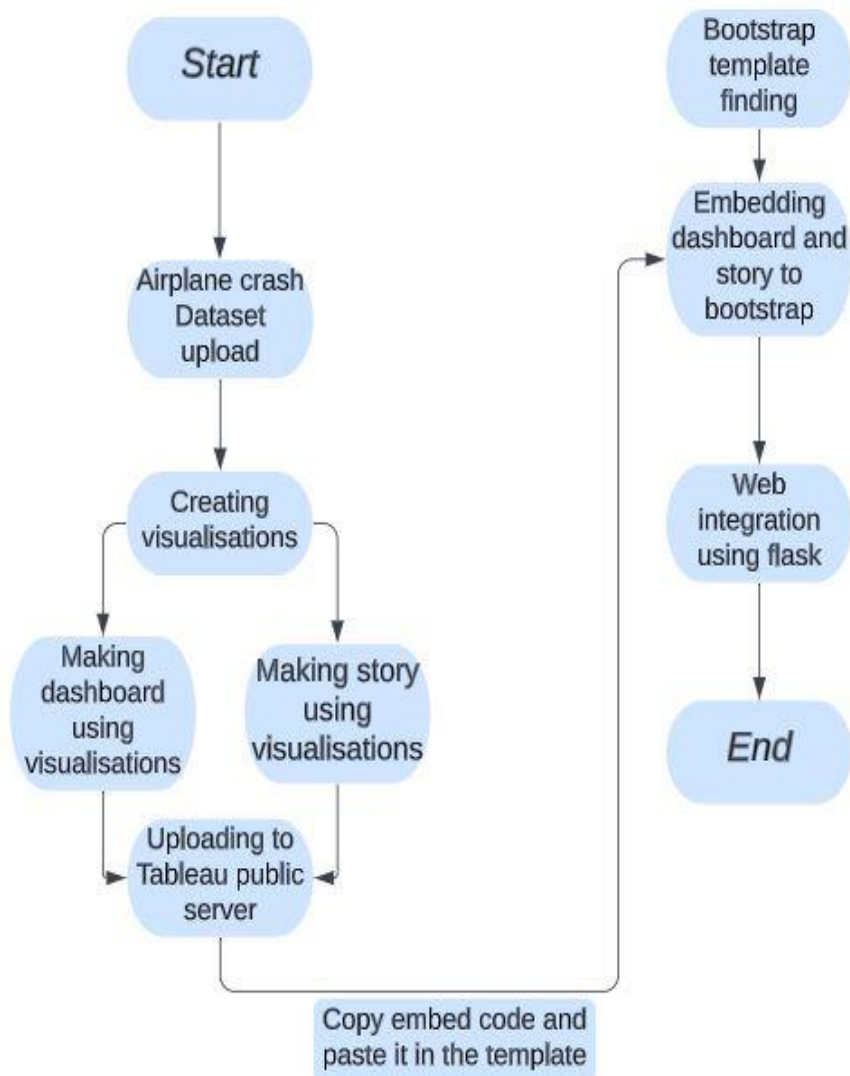 Start
Airplane crash
Dataset
upload
Creating
visualisations
Making
dashboard
using
visualisations
Making story
using
visualisations
Uploading to
Tableau public
server
Copy embed code and
paste it in the template
Bootstrap
template
finding
Embedding
dashboard and
story to
bootstrap
Web
integration
using flask
End